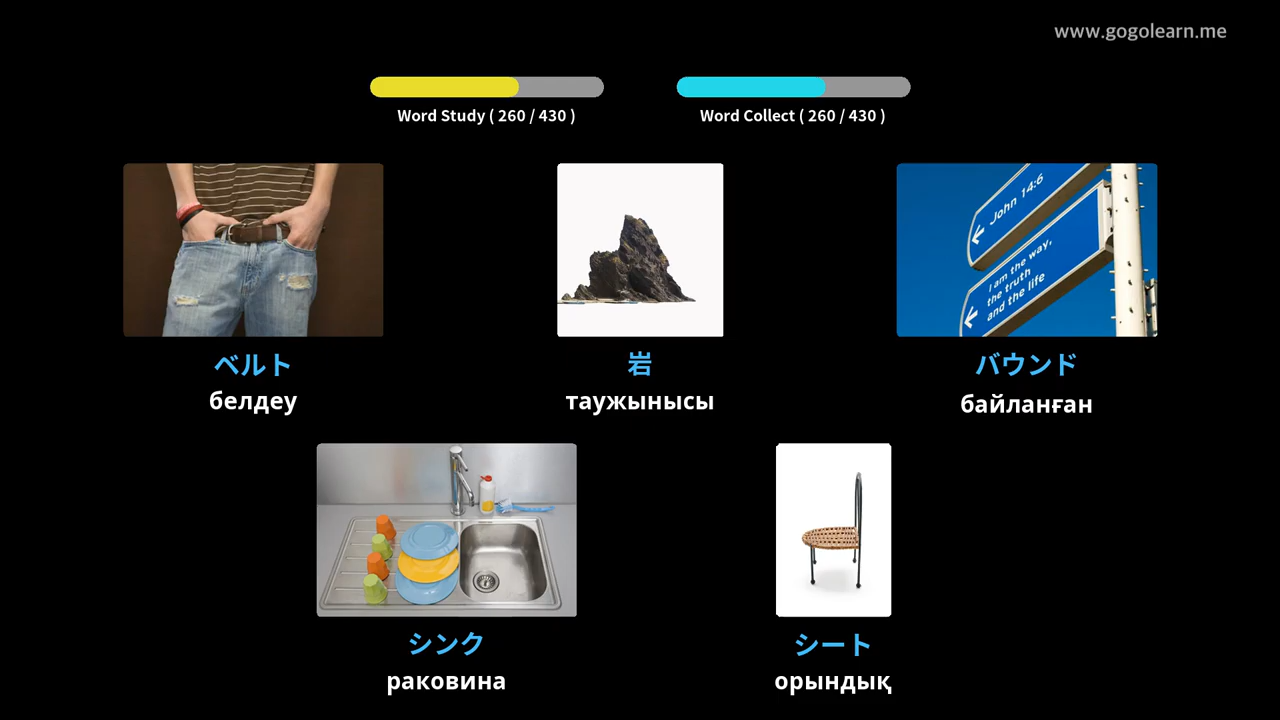 www.gogolearn.me
Word Study ( 260 / 430 )
Word Collect ( 260 / 430 )
John 14:6
I am the way,
the truth
and the life
ベルト
岩
バウンド
белдеу
таужынысы
байланған
シンク
シート
раковина
орындық